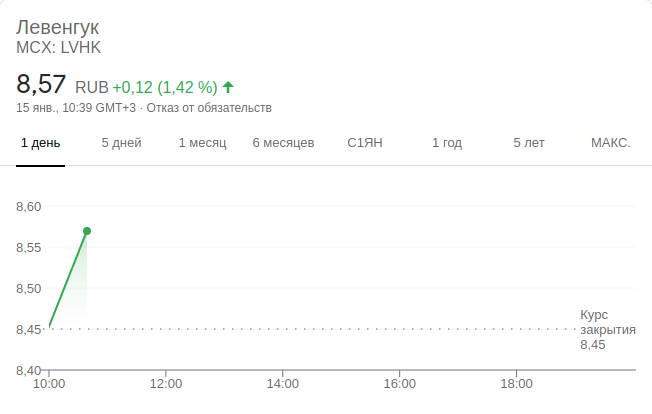 Левенгук
MCX: LVHK
8,57 RUB +0,12 (1,42 %)
15 янв., 10:39 GMT+3 · Отказ от обязательств
1 день 5 дней 1 месяц 6 месяцев С1ЯН 1 год 5 лет МАКС.
8,60
8,55
8,50
8,45
8,40
Курс
закрытия
8,45
10:00 12:00 14:00 16:00 18:00